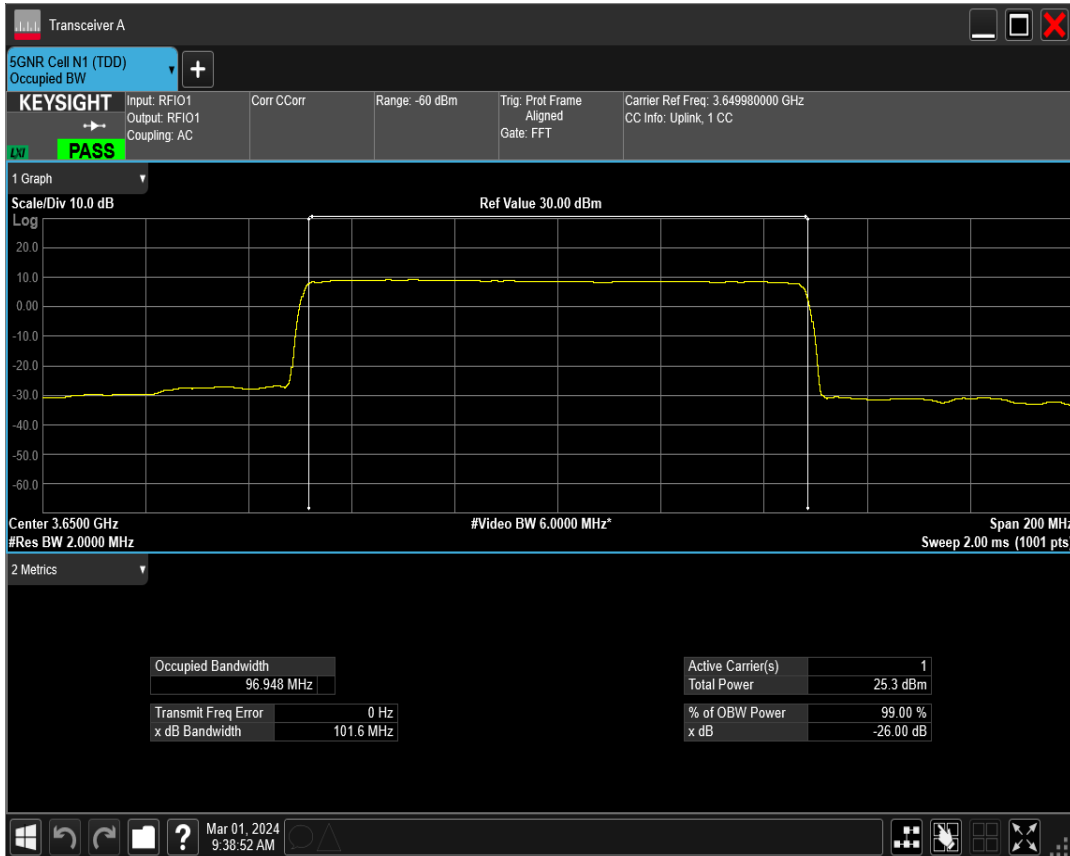 Transceiver A
5GNR Cell N1 (TDD)
Occupied BW
+
KEYSIGHT
LXI
PASS
Input: RFIO1
Output: RFIO1
Coupling: AC
Corr CCorr
Range: -60 dBm
Trig: Prot Frame
Aligned
Gate: FFT
Carrier Ref Freq: 3.649980000 GHz
CC Info: Uplink, 1 CC
1 Graph
Scale/Div 10.0 dB
Ref Value 30.00 dBm
Log
20.0
10.0
0.00
-10.0
-20.0
-30.0
-40.0
-50.0
-60.0
Center 3.6500 GHz
#Video BW 6.0000 MHz*
Span 200 MHz
#Res BW 2.0000 MHz
Sweep 2.00 ms (1001 pts)
2 Metrics
Occupied Bandwidth
96.948 MHz
Transmit Freq Error 0 Hz
x dB Bandwidth 101.6 MHz
Active Carrier(s) 1
Total Power 25.3 dBm
% of OBW Power 99.00 %
x dB -26.00 dB
?
Mar 01, 2024
9:38:52 AM